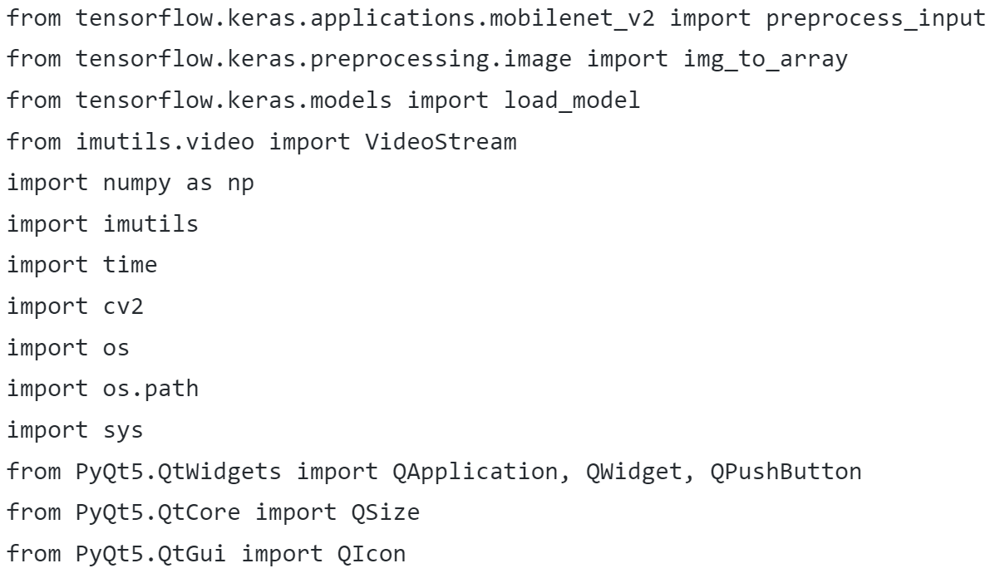 from tensorflow.keras.applications.mobilenet_v2 import preprocess_input
from tensorflow.keras.preprocessing.image import img_to_array
from tensorflow.keras.models import load_model
from imutils.video import VideoStream
import numpy as np
import imutils
import time
import cv2
import os
import os.path
import sys
from PyQt5.QtWidgets import QApplication, QWidget, QPushButton
from PyQt5.QtCore import QSize
from PyQt5.QtGui import QIcon